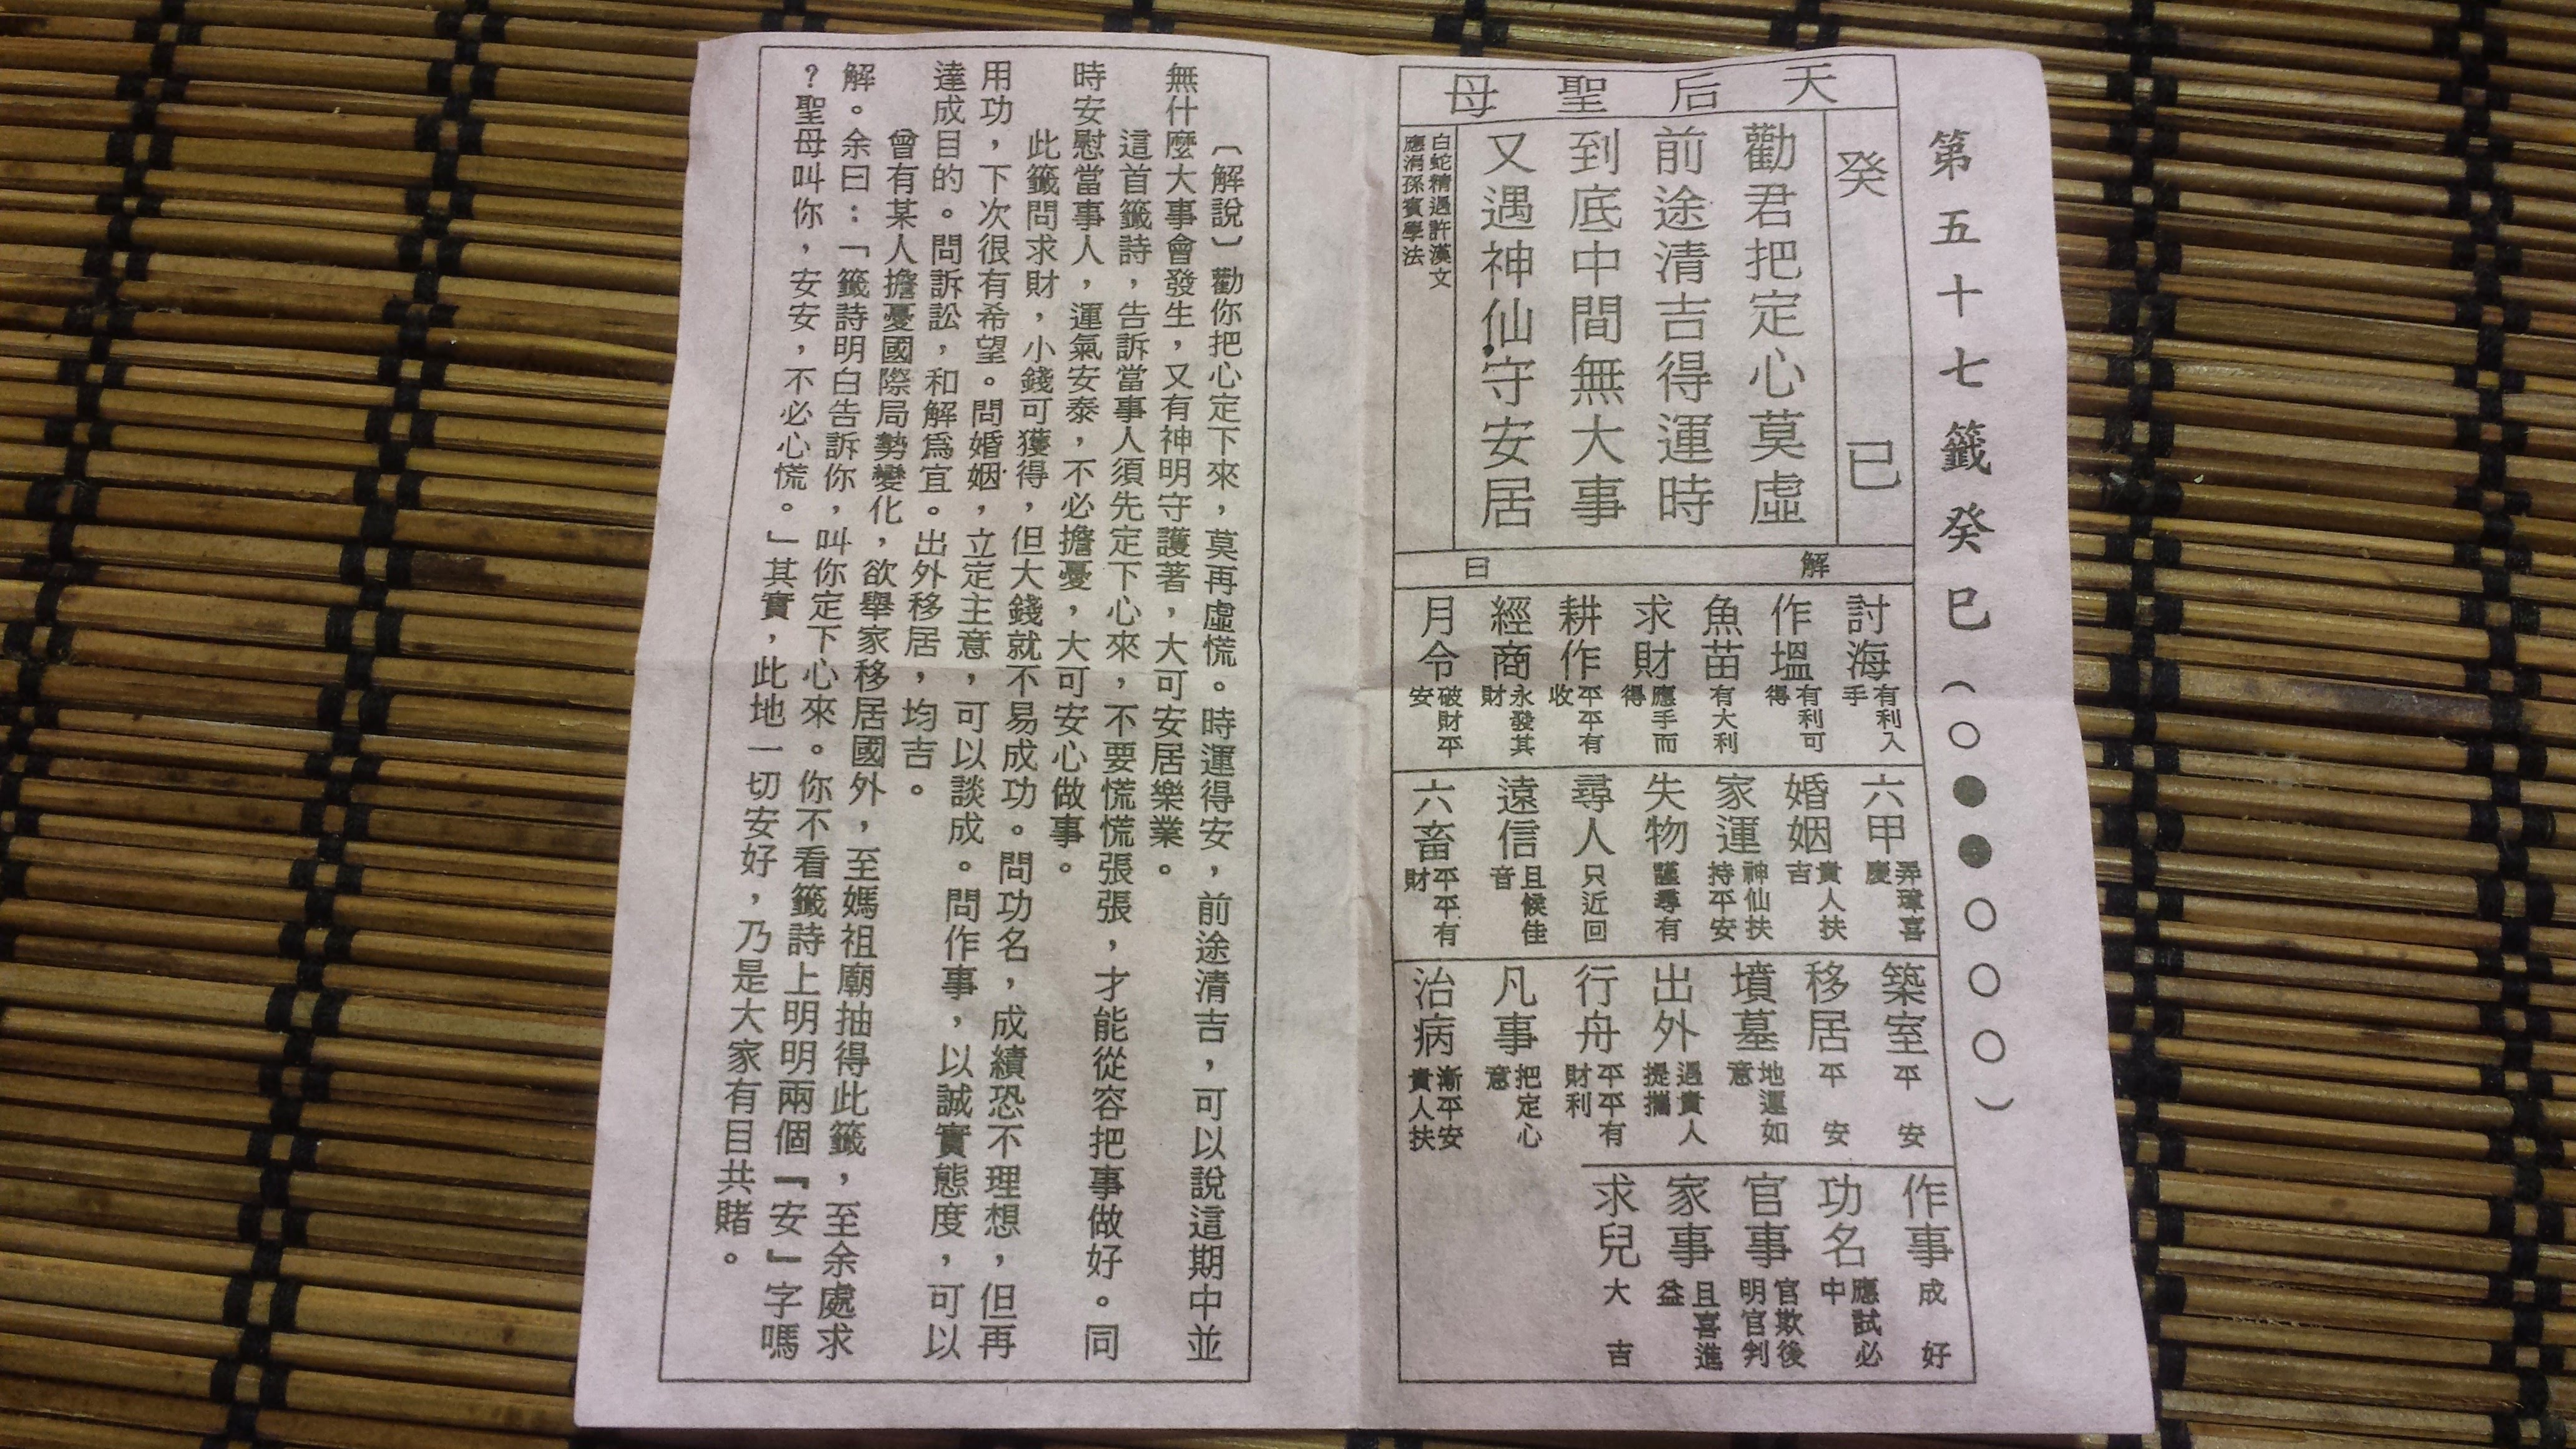 第五十七籤癸巳（○●●○○○）
天后聖母
癸巳
勸君把定心莫虛
前途清吉得運時
到底中間無大事
又遇神仙守安居
白蛇精遇許漢文
應涓孫賓學法
解曰
討海 有利入手
作塭 有利可得
魚苗 有大利
求財 應手而得
耕作 平平有收
經商 永發其財
月令 破財平安
六甲 弄璋喜慶
婚姻 貴人扶吉
家運 神仙扶持平安
失物 謹尋有
尋人 只近回
遠信 且候佳音
六畜 平平有財
築室 平安
移居 平安
墳墓 地運如意
出外 遇貴人提攜
行舟 平平有財利
凡事 把定心意
治病 漸平安貴人扶
作事 成好
功名 應試必中
官事 官欺後明官判
家事 且喜進益
求兒 大吉
〔解說〕勸你把心定下來，莫再虛慌。時運得安，前途清吉，可以說這期中並
無什麼大事會發生，又有神明守護著，大可安居樂業。
這首籤詩，告訴當事人須先定下心來，不要慌慌張張，才能從容把事做好。同
時安慰當事人，運氣安泰，不必擔憂，大可安心做事。
此籤問求財，小錢可獲得，但大錢就不易成功。問功名，成績恐不理想，但再
用功，下次很有希望。問婚姻，立定主意，可以談成。問作事，以誠實態度，可以
達成目的。問訴訟，和解爲宜。出外移居，均吉。
曾有某人擔憂國際局勢變化，欲舉家移居國外，至媽祖廟抽得此籤，至余處求
解。余曰：「籤詩明白告訴你，叫你定下心來。你不看籤詩上明明兩個『安』字嗎
？聖母叫你，安安，不必心慌。」其實，此地一切安好，乃是大家有目共賭。